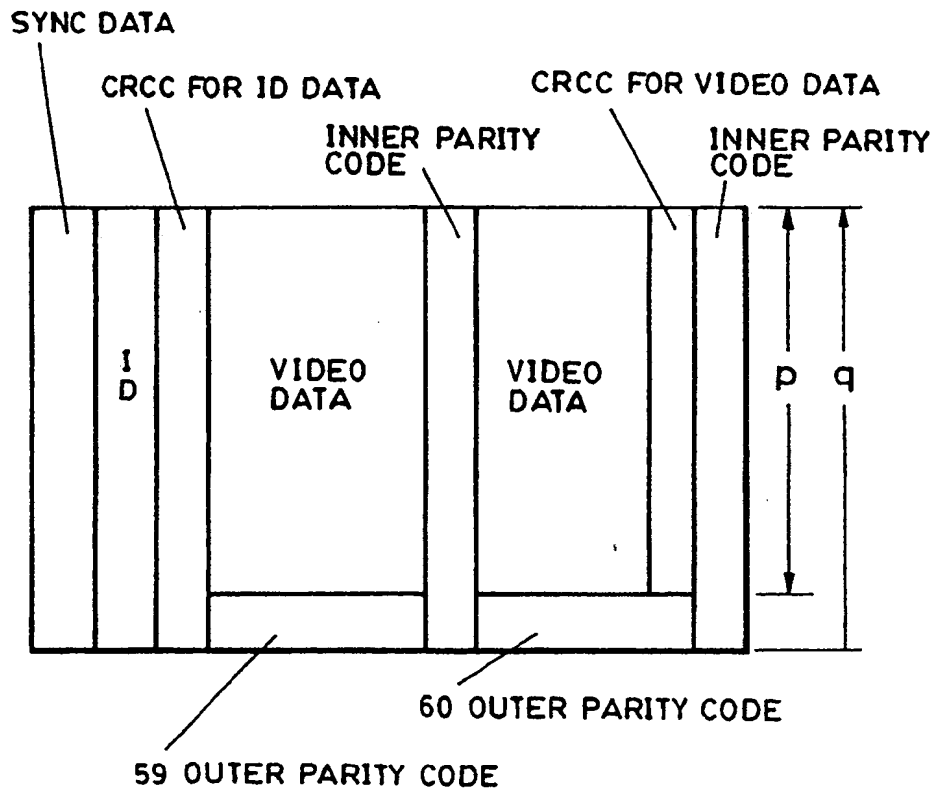 SYNC DATA
CRCC FOR ID DATA
CRCC FOR VIDEO DATA
INNER PARITY
CODE
INNER PARITY
CODE
I
D
VIDEO
DATA
VIDEO
DATA
p
q
60 OUTER PARITY CODE
59 OUTER PARITY CODE